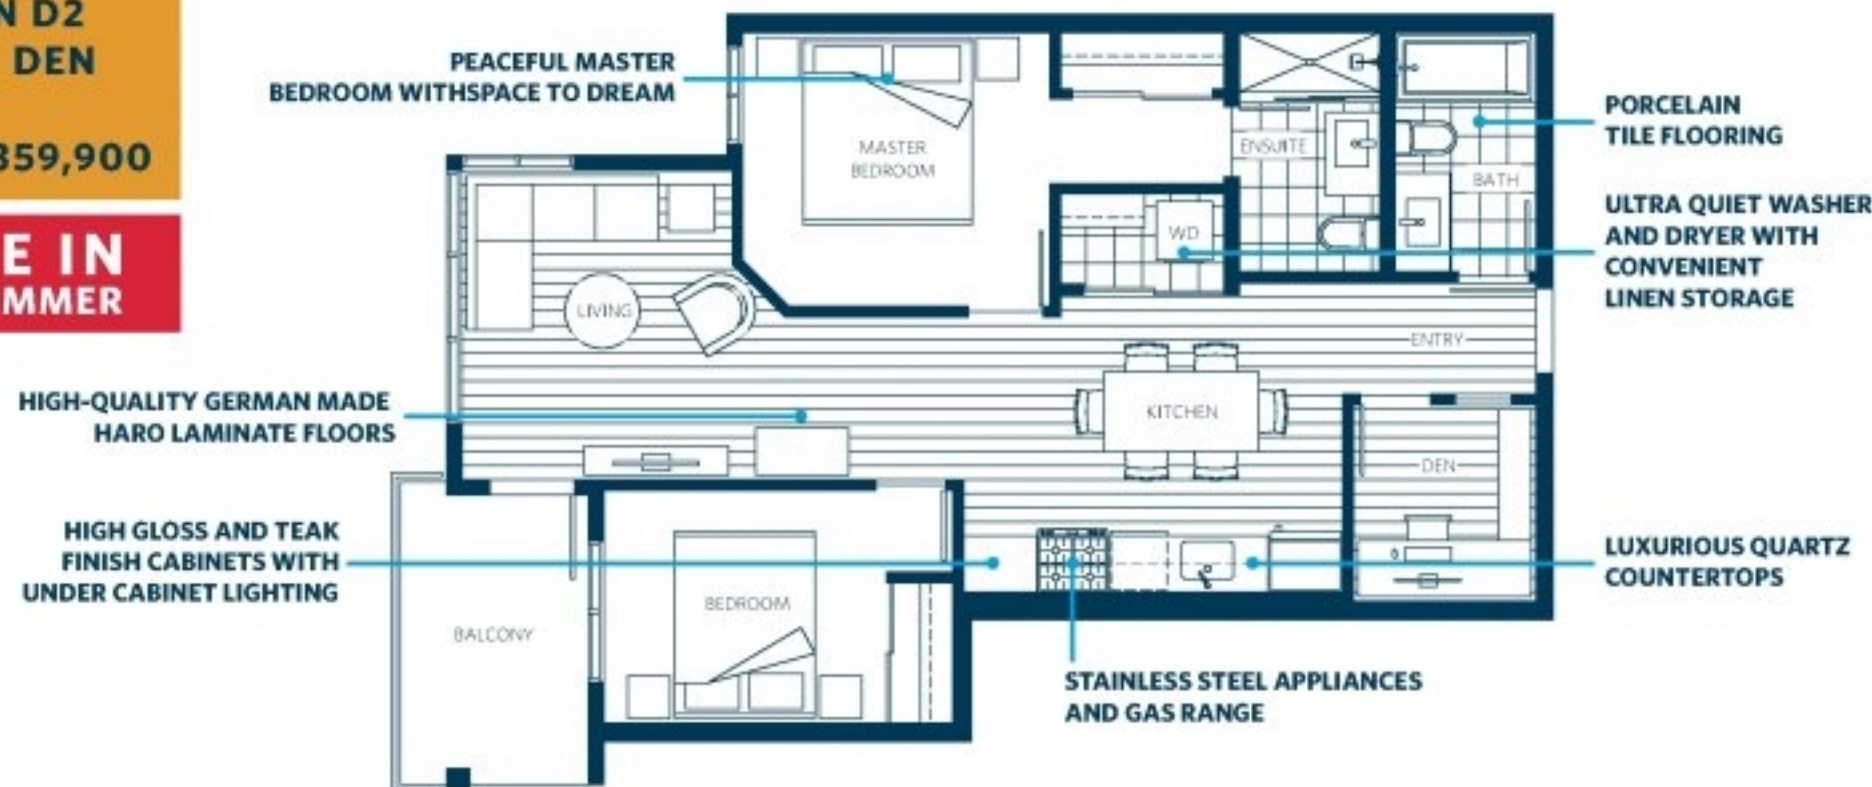 N D2
DEN
359,900
E IN
MMER
PEACEFUL MASTER
BEDROOM WITHSPACE TO DREAM
HIGH-QUALITY GERMAN MADE
HARO LAMINATE FLOORS
HIGH GLOSS AND TEAK
FINISH CABINETS WITH
UNDER CABINET LIGHTING
MASTER
BEDROOM
ENSUITE
BATH
WD
LIVING
ENTRY
KITCHEN
DEN
BEDROOM
BALCONY
PORCELAIN
TILE FLOORING
ULTRA QUIET WASHER
AND DRYER WITH
CONVENIENT
LINEN STORAGE
LUXURIOUS QUARTZ
COUNTERTOPS
STAINLESS STEEL APPLIANCES
AND GAS RANGE